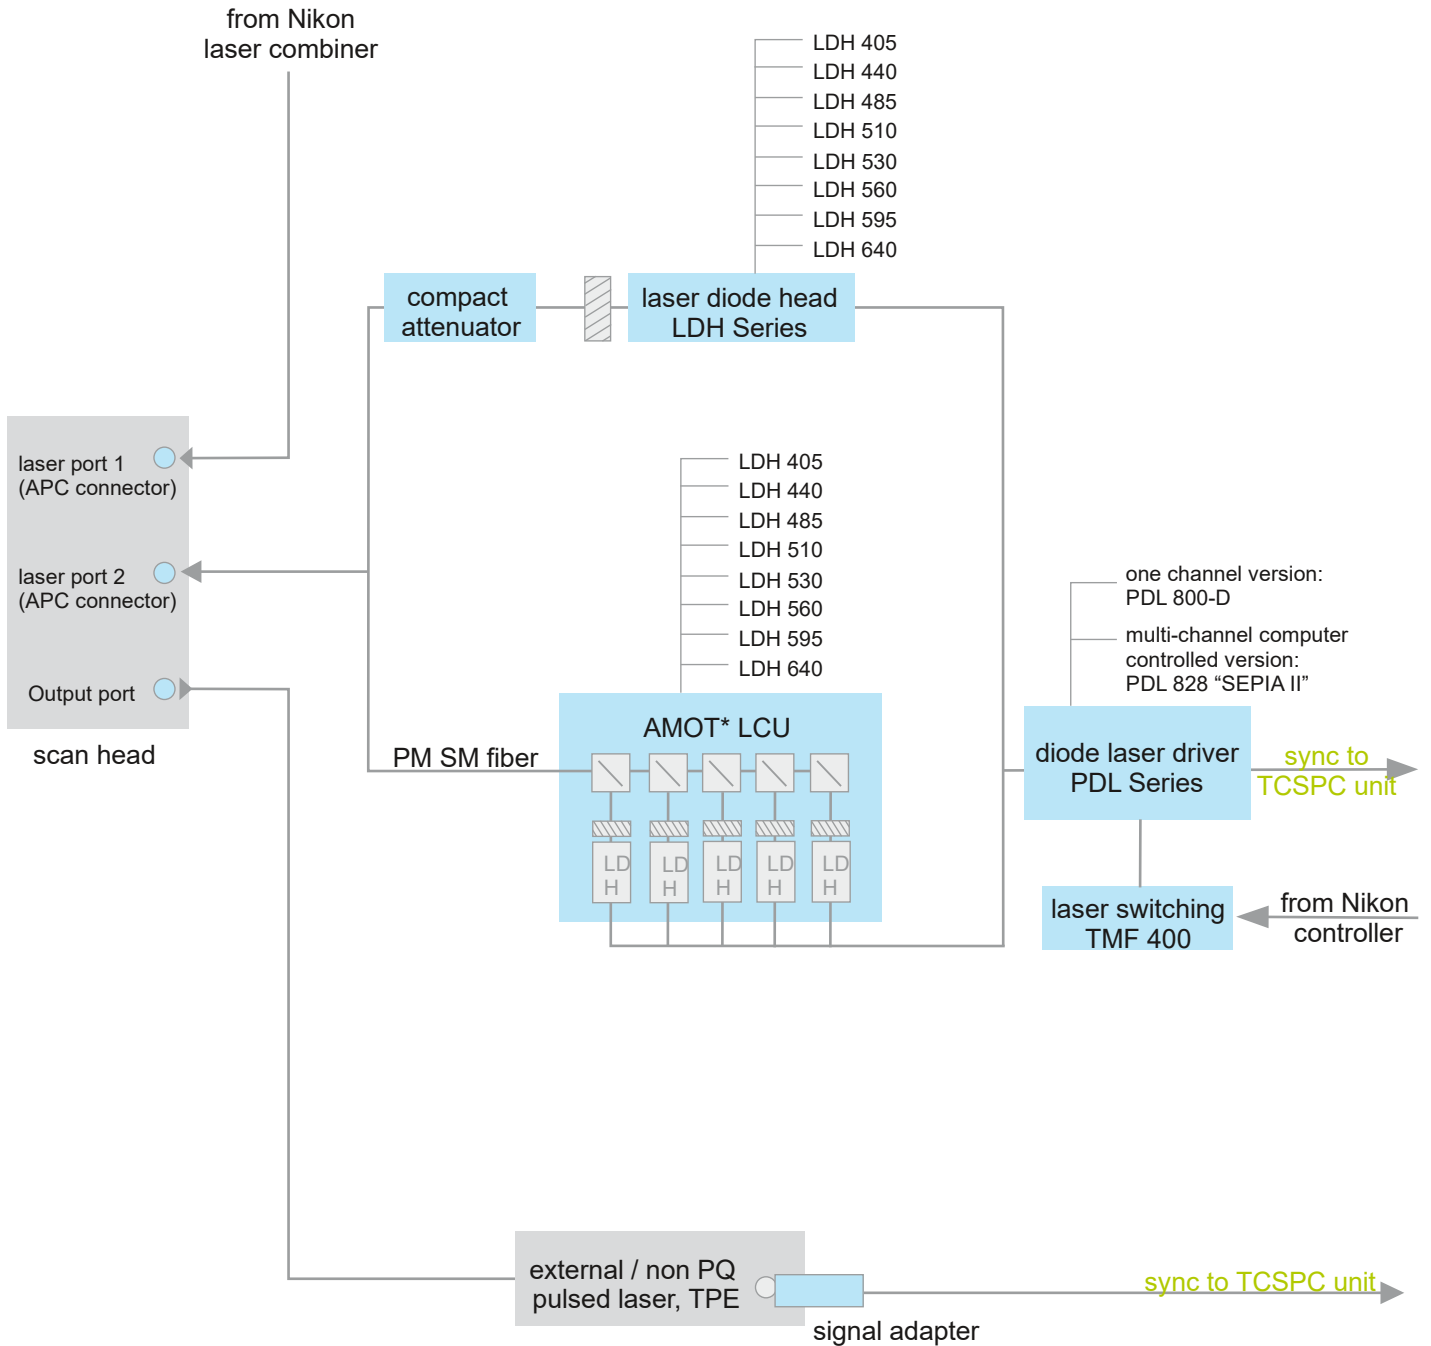 from Nikon
laser combiner
LDH 405
LDH 440
LDH 485
LDH 510
LDH 530
LDH 560
LDH 595
LDH 640
compact
attenuator
laser diode head
LDH Series
laser port 1
(APC connector)
laser port 2
(APC connector)
Output port
scan head
LDH 405
LDH 440
LDH 485
LDH 510
LDH 530
LDH 560
LDH 595
LDH 640
one channel version:
PDL 800-D
multi-channel computer
controlled version:
PDL 828 “SEPIA II”
PM SM fiber
AMOT* LCU
LD
H
LD
H
LD
H
LD
H
LD
H
diode laser driver
PDL Series
sync to
TCSPC unit
laser switching
TMF 400
from Nikon
controller
external / non PQ
pulsed laser, TPE
signal adapter
sync to TCSPC unit